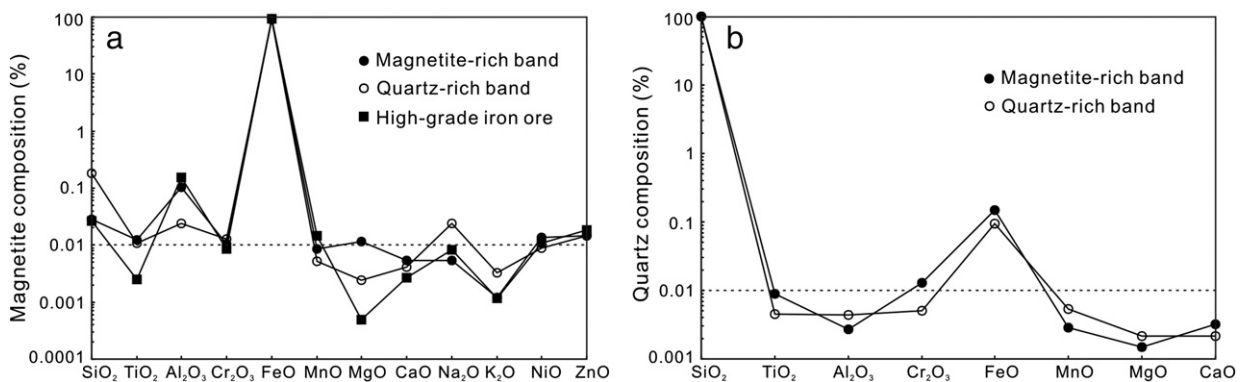 a
Magnetite composition (%)
100
10
1
0.1
0.01
0.001
0.0001
Magnetite-rich band
Quartz-rich band
High-grade iron ore
SiO₂ TiO₂ Al₂O₃ Cr₂O₃ FeO MnO MgO CaO Na₂O K₂O NiO ZnO
b
Quartz composition (%)
100
10
1
0.1
0.01
0.001
Magnetite-rich band
Quartz-rich band
SiO₂ TiO₂ Al₂O₃ Cr₂O₃ FeO MnO MgO CaO